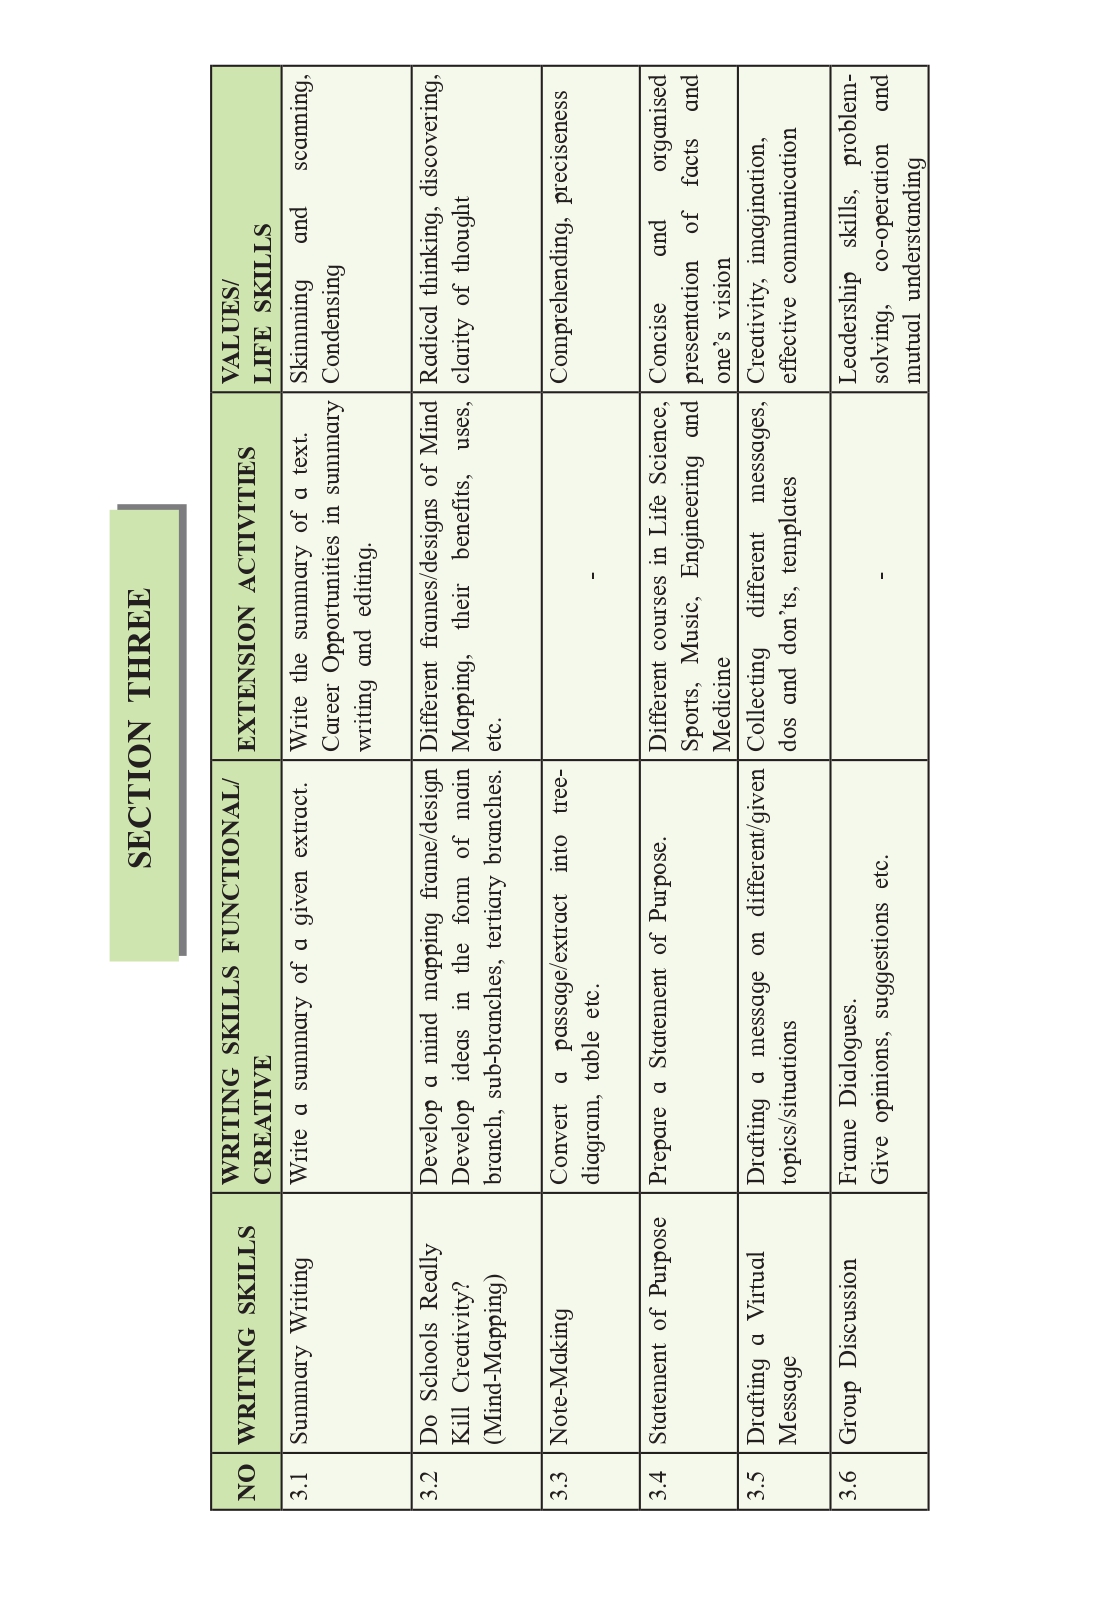 SECTION THREE
NO
WRITING SKILLS
WRITING SKILLS FUNCTIONAL/
CREATIVE
EXTENSION ACTIVITIES
VALUES/
LIFE SKILLS
3.1
Summary Writing
Write a summary of a given extract.
Write the summary of a text.
Career Opportunities in summary
writing and editing.
Skimming and scanning,
Condensing
3.2
Do Schools Really
Kill Creativity?
(Mind-Mapping)
Develop a mind mapping frame/design
Develop ideas in the form of main
branch, sub-branches, tertiary branches.
Different frames/designs of Mind
Mapping, their benefits, uses,
etc.
Radical thinking, discovering,
clarity of thought
3.3
Note-Making
Convert a passage/extract into tree-
diagram, table etc.
-
Comprehending, preciseness
3.4
Statement of Purpose
Prepare a Statement of Purpose.
Different courses in Life Science,
Sports, Music, Engineering and
Medicine
Concise and organised
presentation of facts and
one’s vision
3.5
Drafting a Virtual
Message
Drafting a message on different/given
topics/situations
Collecting different messages,
dos and don’ts, templates
Creativity, imagination,
effective communication
3.6
Group Discussion
Frame Dialogues.
Give opinions, suggestions etc.
-
Leadership skills, problem-
solving, co-operation and
mutual understanding